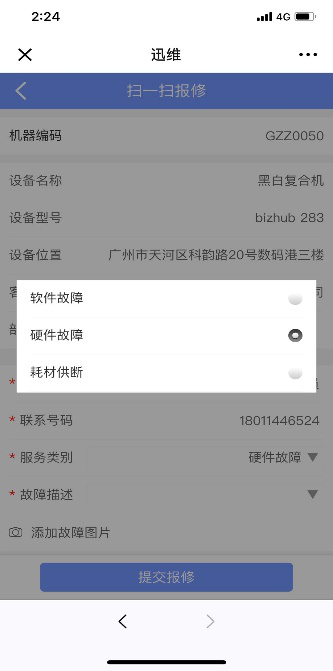 2:24
4G
迅维
扫一扫报修
机器编码 GZZ0050
设备名称 黑白复合机
设备型号 bizhub 283
设备位置 广州市天河区科韵路20号数码港三楼
软件故障
硬件故障
耗材供断
* 联系号码 18011446524
* 服务类别 硬件故障
* 故障描述
添加故障图片
提交报修